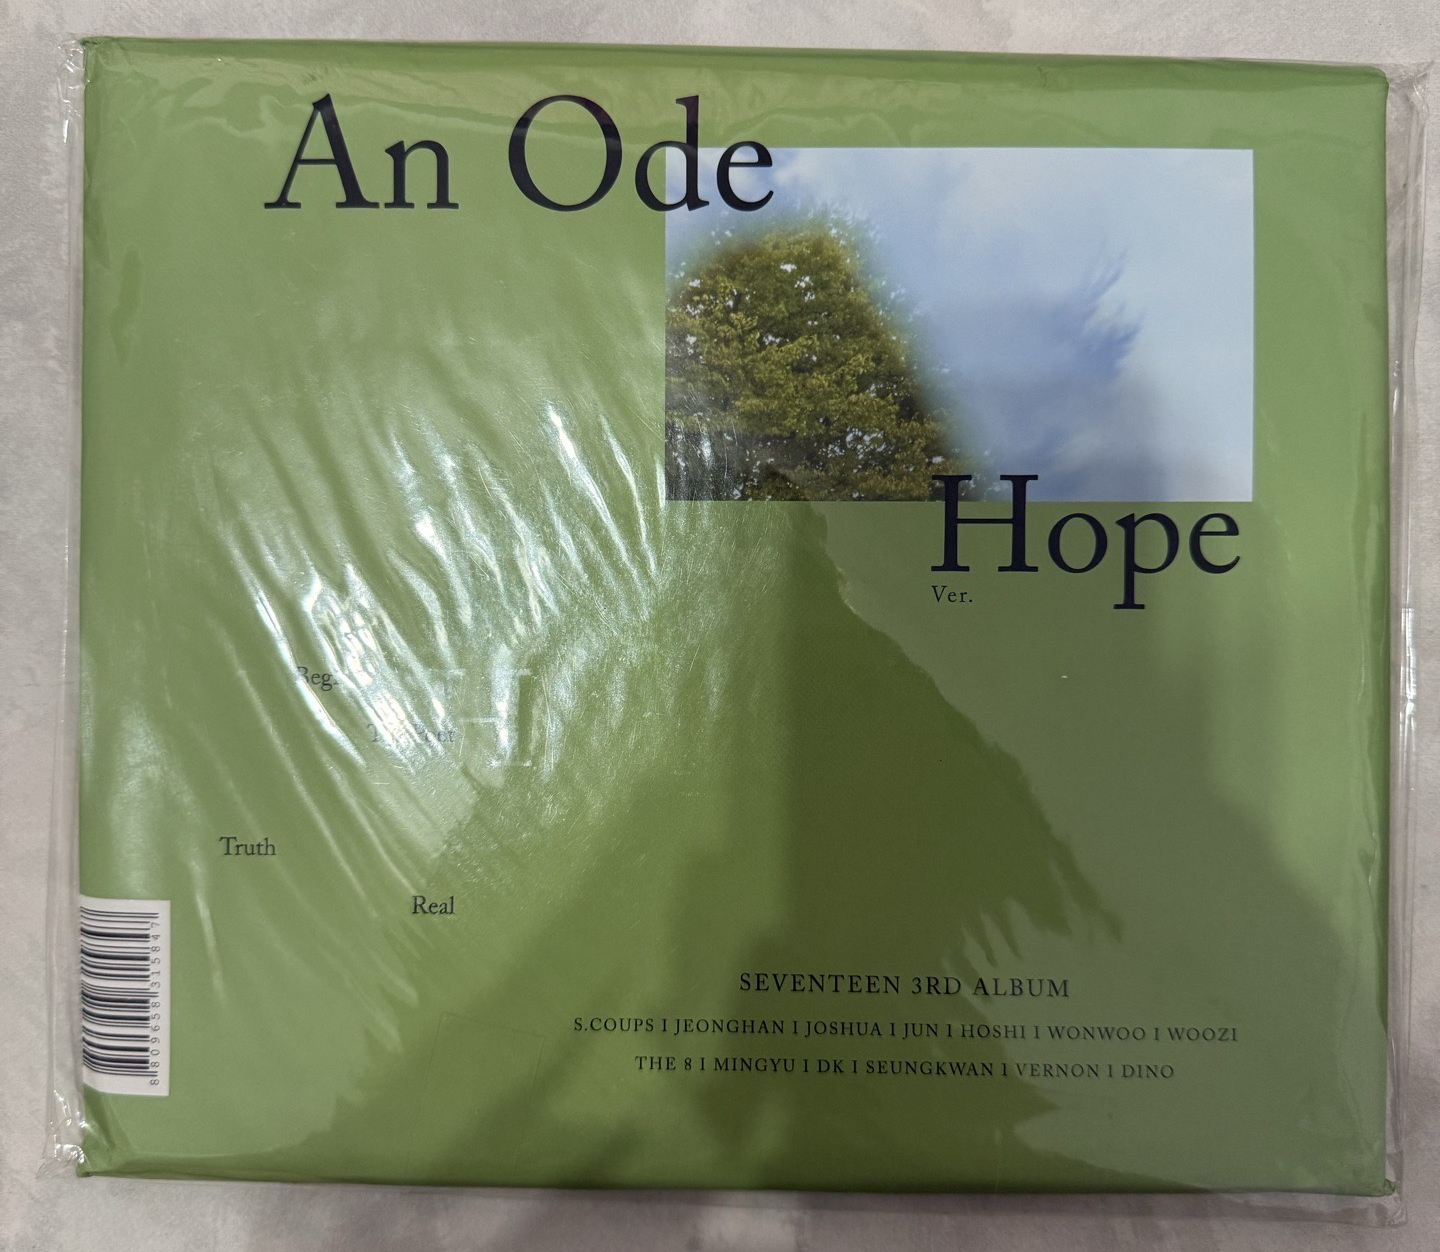 An Ode
Hope
Ver.
H
Truth
Real
SEVENTEEN 3RD ALBUM
S.COUPS I JEONGHAN I JOSHUA I JUN I HOSHI I WONWOO I WOOZI
THE 8 I MINGYU I DK I SEUNGKWAN I VERNON I DINO
8809658315847